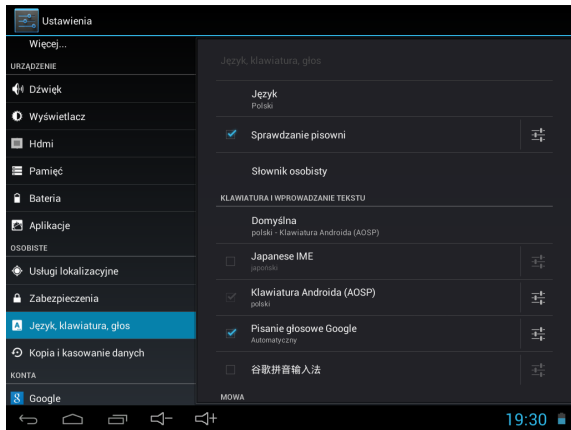 Ustawienia
Więcej...
URZĄDZENIE
Dźwięk
Wyświetlacz
Hdmi
Pamięć
Bateria
Aplikacje
OSOBISTE
Usługi lokalizacyjne
Zabezpieczenia
A Język, klawiatura, głos
Kopia i kasowanie danych
KONTA
8 Google
Język, klawiatura, głos
Język
Polski
Sprawdzanie pisowni
Słownik osobisty
KLAWIATURA I WPROWADZANIE TEKSTU
Domyślna
polski - Klawiatura Androida (AOSP)
Japanese IME
japoński
Klawiatura Androida (AOSP)
polski
Pisanie głosowe Google
Automatyczny
谷歌拼音输入法
MOWA
19:30